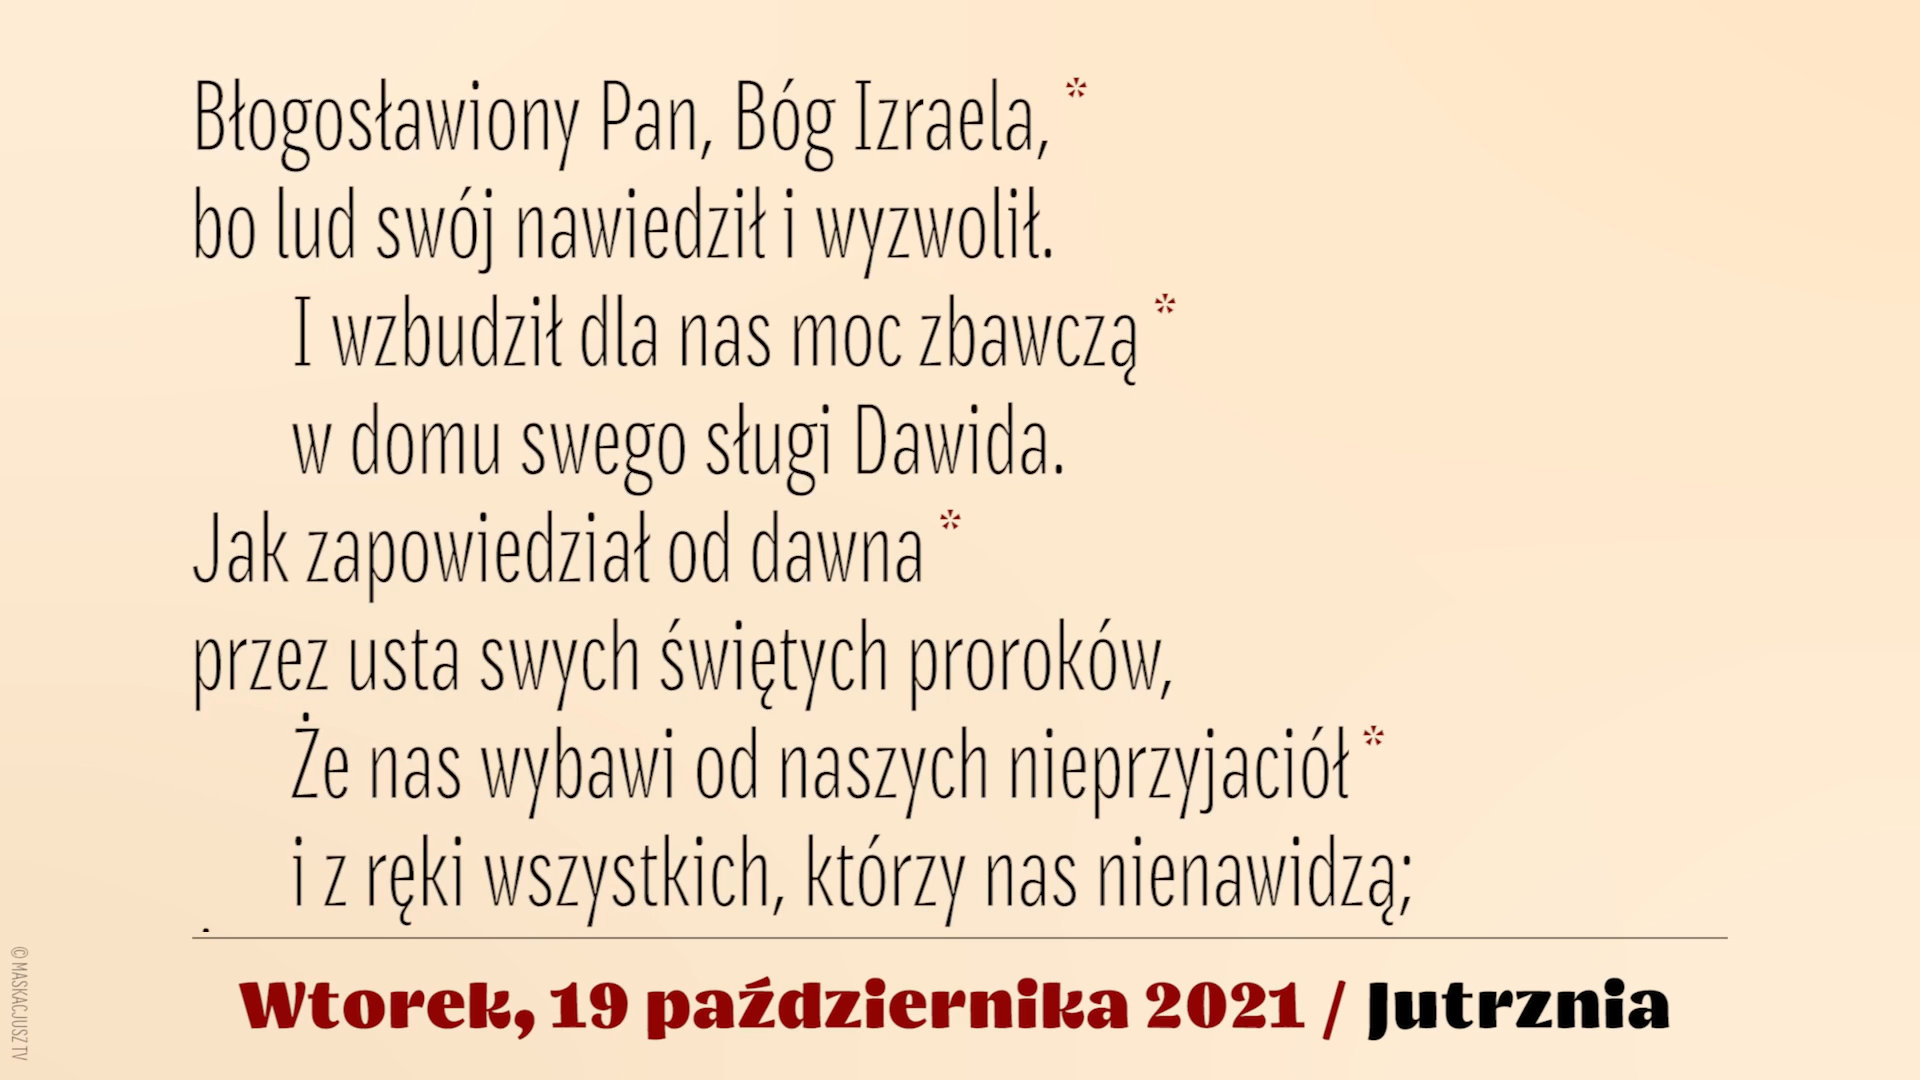 Błogosławiony Pan, Bóg Izraela, *
bo lud swój nawiedził i wyzwolił.
I wzbudził dla nas moc zbawczą *
w domu swego sługi Dawida.
Jak zapowiedział od dawna *
przez usta swych świętych proroków,
Że nas wybawi od naszych nieprzyjaciół *
i z ręki wszystkich, którzy nas nienawidzą;
Wtorek, 19 października 2021 / Jutrznia
© MASKACJUSZ TV